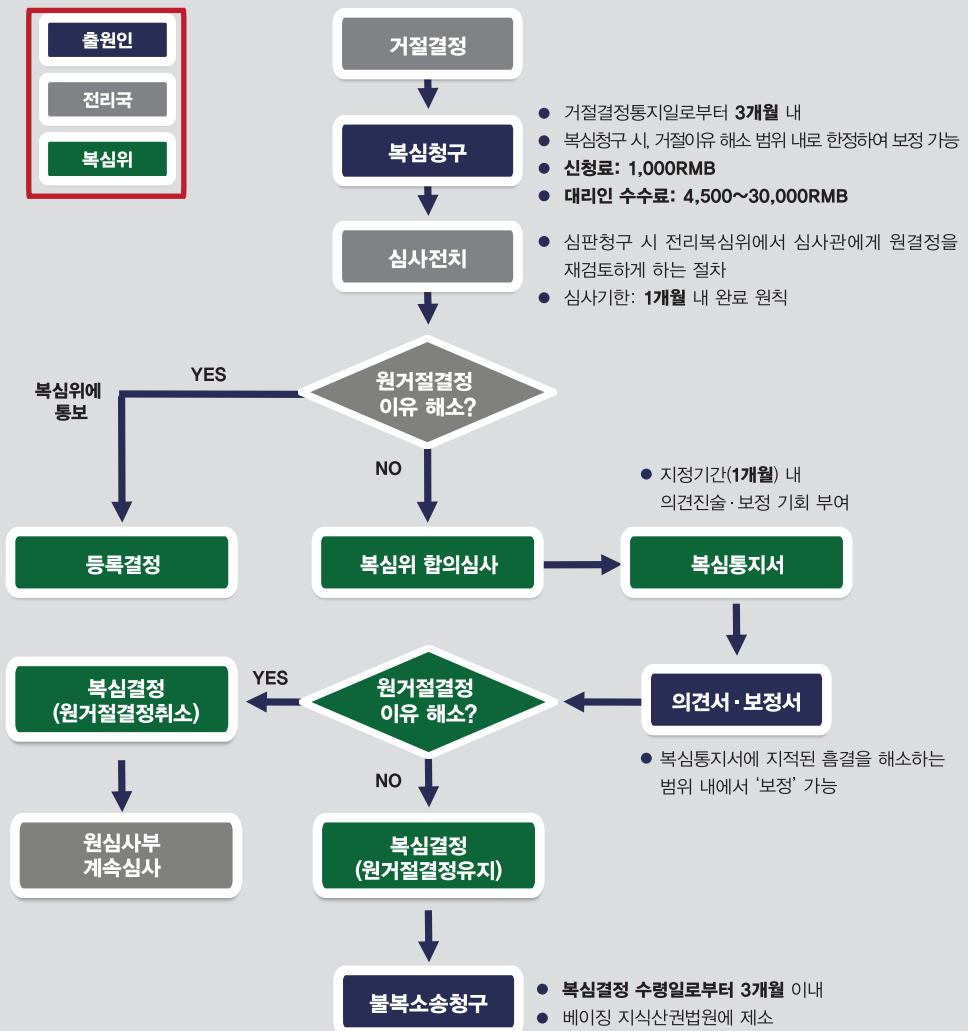 출원인
전리국
복심위
거절결정
복심청구
● 거절결정통지일로부터 3개월 내
● 복심청구 시, 거절이유 해소 범위 내로 한정하여 보정 가능
● 신청료: 1,000RMB
● 대리인 수수료: 4,500~30,000RMB
심사전치
● 심판청구 시 전리복심위에서 심사관에게 원결정을
재검토하게 하는 절차
● 심사기한: 1개월 내 완료 원칙
원거절결정
이유 해소?
YES
복심위에
통보
NO
● 지정기간(1개월) 내
의견진술·보정 기회 부여
등록결정
복심위 합의심사
복심통지서
복심결정
(원거절결정취소)
YES
원거절결정
이유 해소?
의견서·보정서
● 복심통지서에 지적된 흠결을 해소하는
범위 내에서 ‘보정’ 가능
NO
원심사부
계속심사
복심결정
(원거절결정유지)
불복소송청구
● 복심결정 수령일로부터 3개월 이내
● 베이징 지식산권법원에 제소